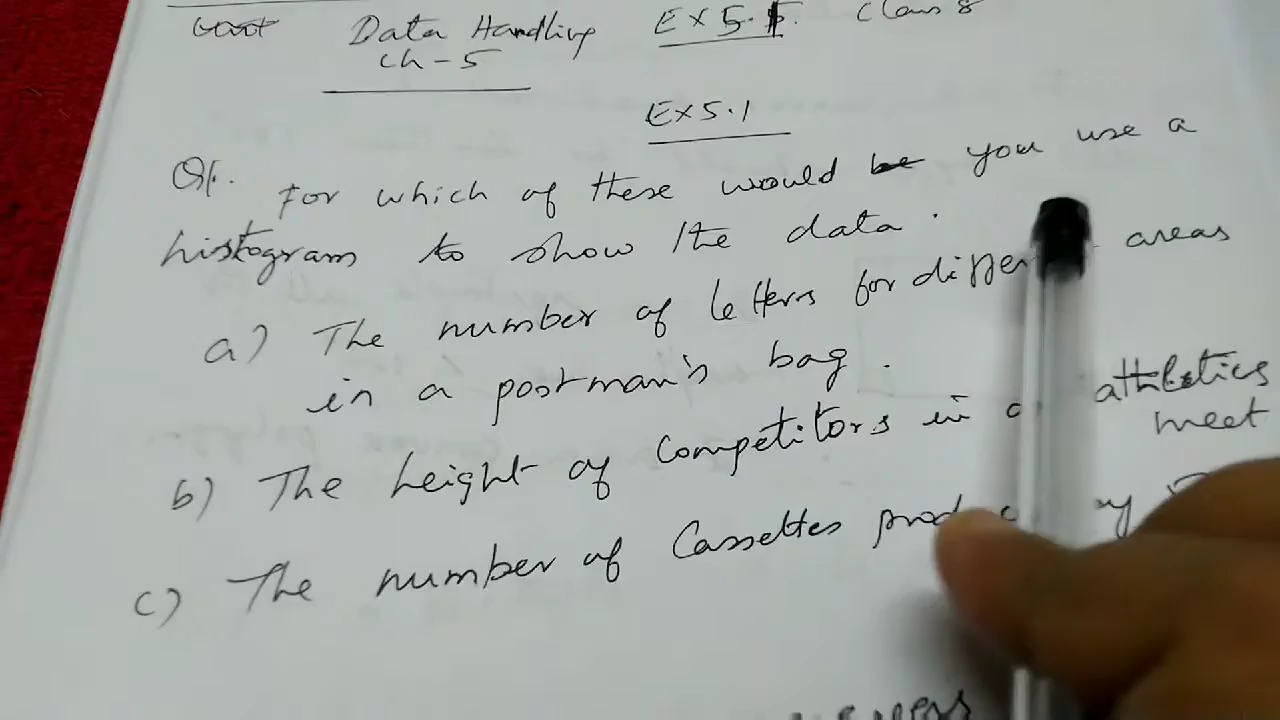 Data Handling Ex 5.1. Class 8
Ch-5
Ex 5.1
Q1. For which of these would be you use a
histogram to show the data.
a) The number of letters for areas
in a postman's bag.
b) The height of Competitors in athletics
meet
c) The number of Cassettes